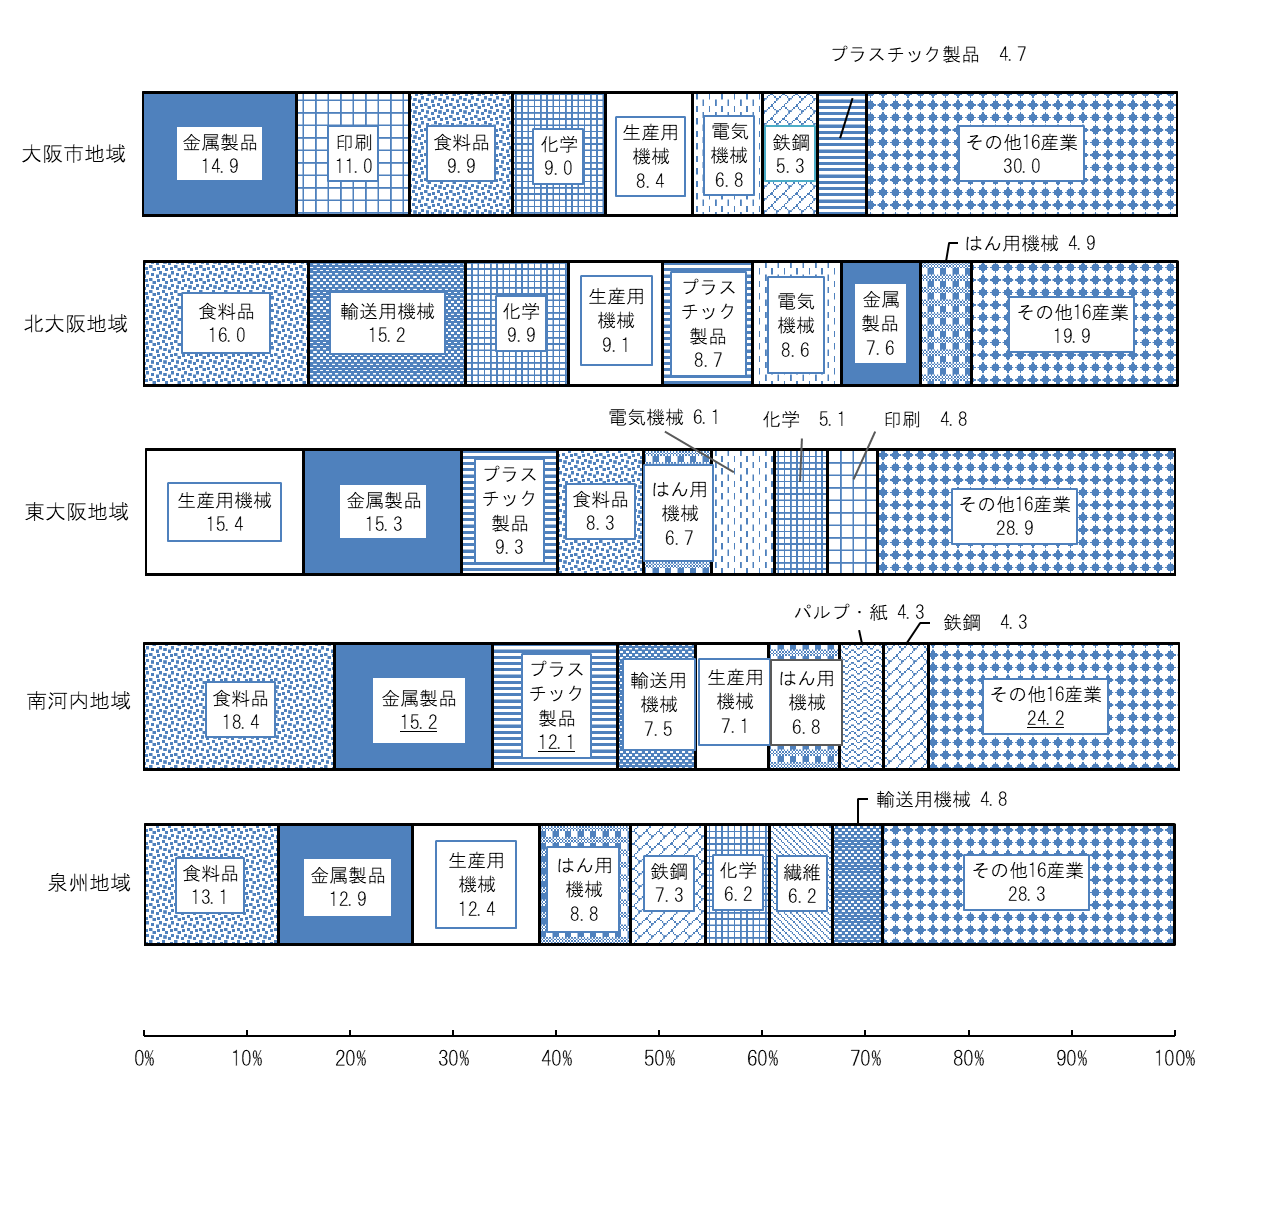 プラスチック製品 4.7
大阪市地域
金属製品
14.9
印刷
11.0
食料品
9.9
化学
9.0
生産用
機械
8.4
電気
機械
6.8
鉄鋼
5.3
その他16産業
30.0
はん用機械 4.9
北大阪地域
食料品
16.0
輸送用機械
15.2
化学
9.9
生産用
機械
9.1
プラス
チック
製品
8.7
電気
機械
8.6
金属
製品
7.6
その他16産業
19.9
電気機械 6.1
化学 5.1
印刷 4.8
東大阪地域
生産用機械
15.4
金属製品
15.3
プラス
チック
製品
9.3
食料品
8.3
はん用
機械
6.7
その他16産業
28.9
パルプ・紙 4.3
鉄鋼 4.3
南河内地域
食料品
18.4
金属製品
15.2
プラス
チック
製品
12.1
輸送用
機械
7.5
生産用
機械
7.1
はん用
機械
6.8
その他16産業
24.2
輸送用機械 4.8
泉州地域
食料品
13.1
金属製品
12.9
生産用
機械
12.4
はん用
機械
8.8
鉄鋼
7.3
化学
6.2
繊維
6.2
その他16産業
28.3
0% 10% 20% 30% 40% 50% 60% 70% 80% 90% 100%